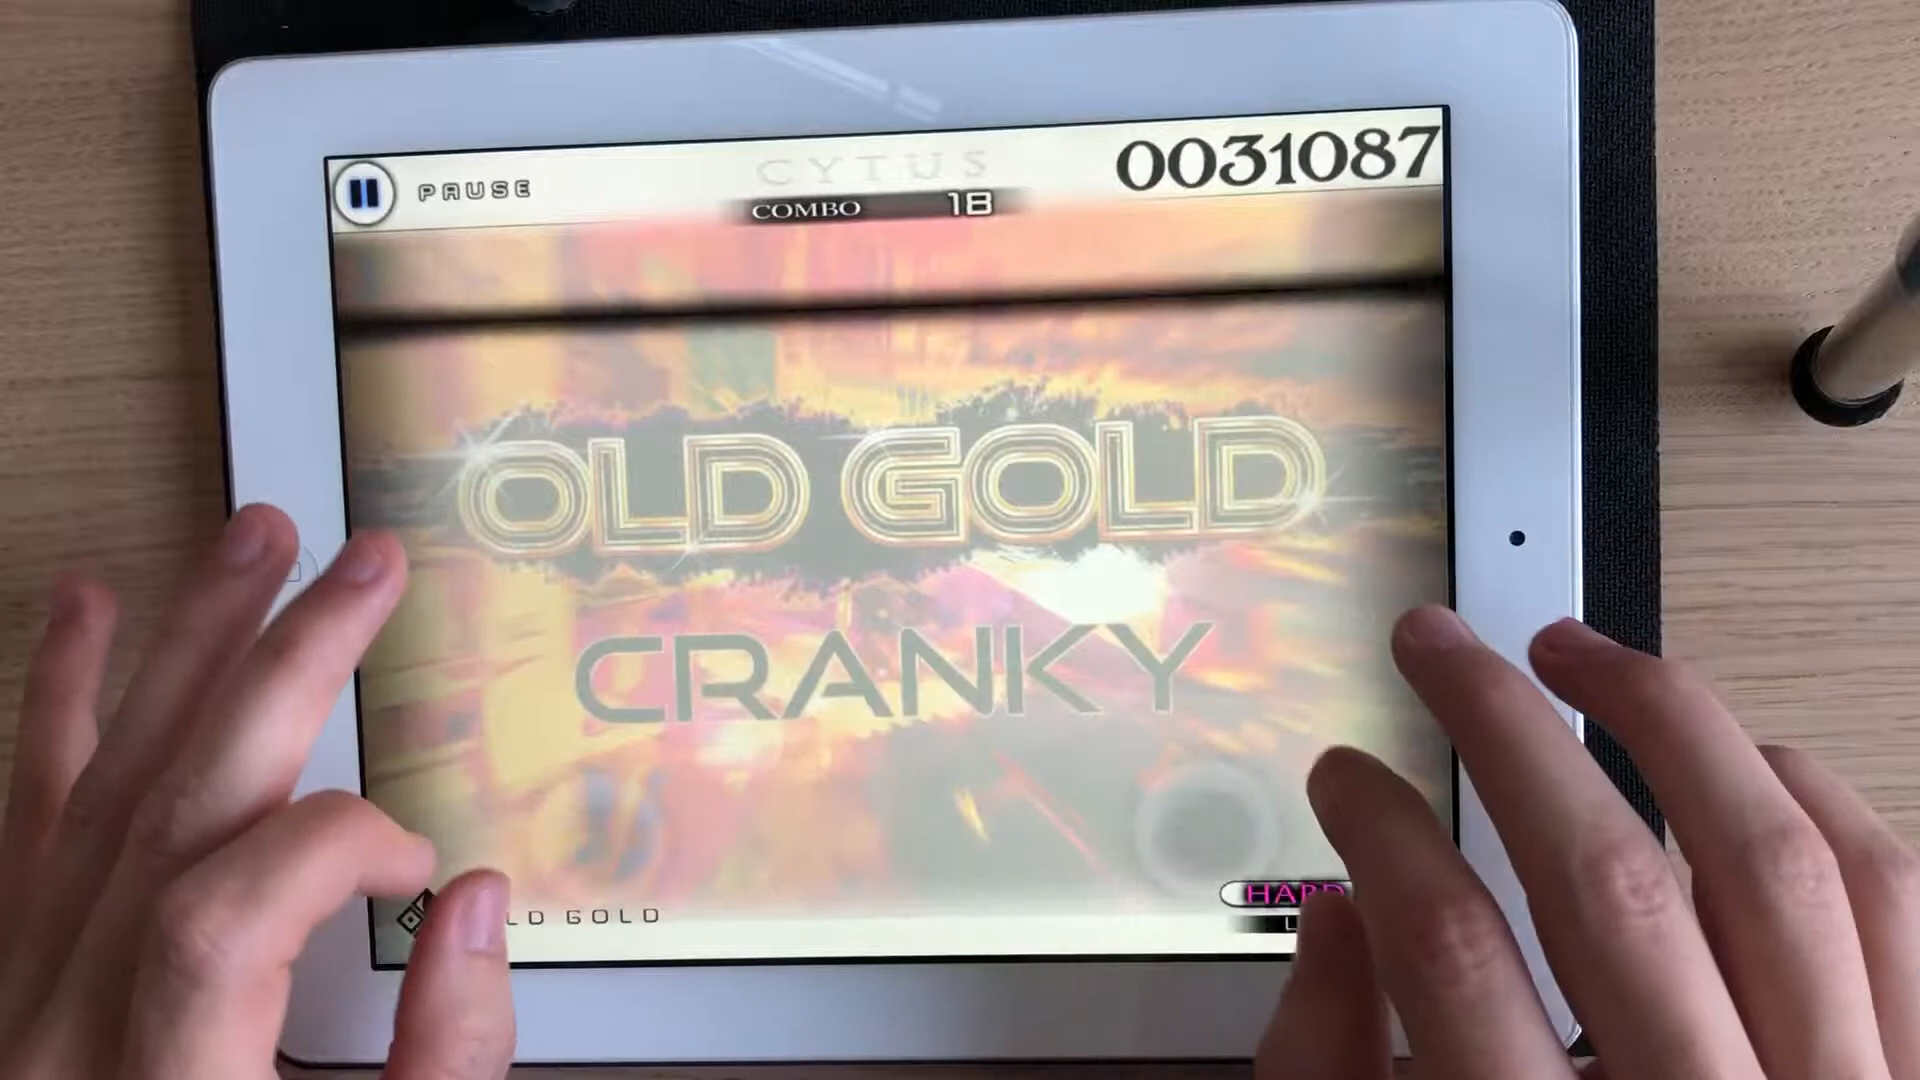 PAUSE
CYTUS
0031087
COMBO 18
OLD GOLD
CRANKY
LD GOLD
HARD